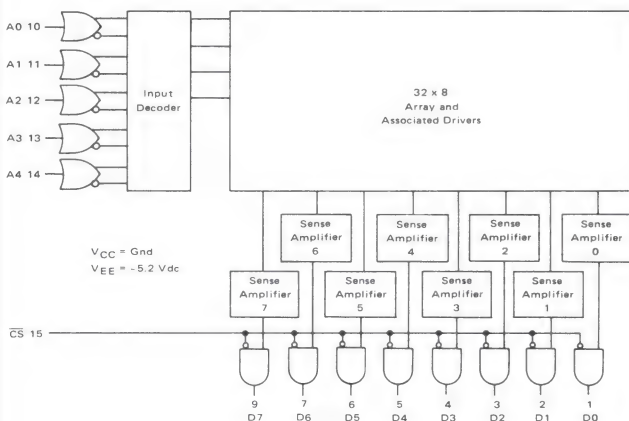 A0 10
A1 11
A2 12
A3 13
A4 14
Input
Decoder
32 x 8
Array and
Associated Drivers
VCC = Gnd
VEE = -5.2 Vdc
Sense
Amplifier
6
Sense
Amplifier
4
Sense
Amplifier
2
Sense
Amplifier
0
Sense
Amplifier
7
Sense
Amplifier
5
Sense
Amplifier
3
Sense
Amplifier
1
C̅S̅ 15
9 7 6 5 4 3 2 1
D7 D6 D5 D4 D3 D2 D1 D0